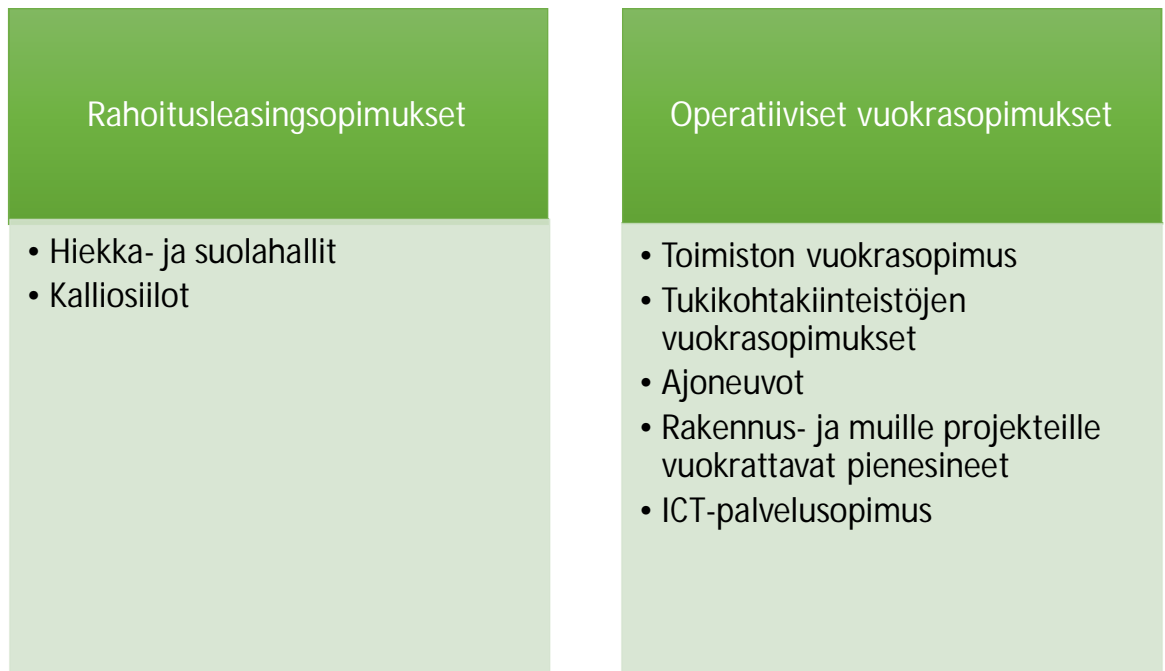 Rahoitusleasingsopimukset
• Hiekka- ja suolahallit
• Kalliosiilot
Operatiiviset vuokrasopimukset
• Toimiston vuokrasopimus
• Tukikohtakiinteistöjen
vuokrasopimukset
• Ajoneuvot
• Rakennus- ja muille projekteille
vuokrattavat pienesineet
• ICT-palvelusopimus